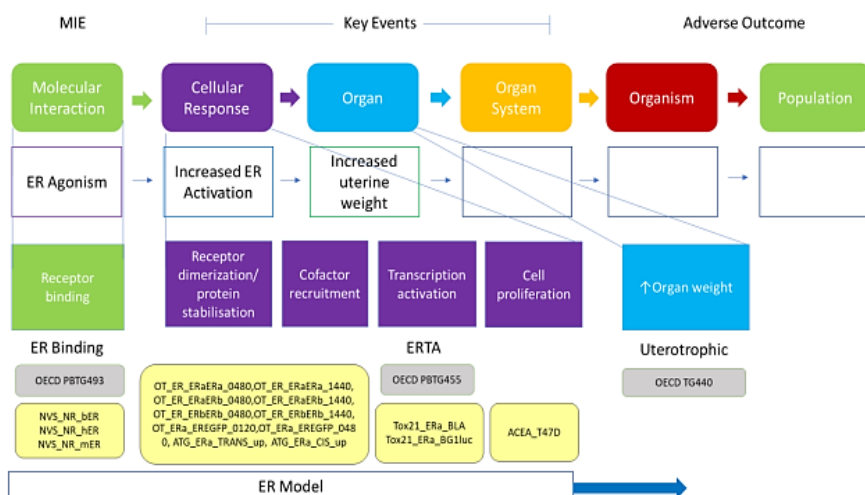 MIE
Key Events
Adverse Outcome
Molecular
Interaction
Cellular
Response
Organ
Organ
System
Organism
Population
ER Agonism
Increased ER
Activation
Increased
uterine
weight
Receptor
binding
Receptor
dimerization/
protein
stabilisation
Cofactor
recruitment
Transcription
activation
Cell
proliferation
↑Organ weight
ER Binding
ERTA
Uterotrophic
OECD PBTG493
OECD PBTG455
OECD TG440
NVS_NR_bER
NVS_NR_hER
NVS_NR_mER
OT_ER_ERaERa_0480,OT_ER_ERaERa_1440,
OT_ER_ERaERb_0480,OT_ER_ERaERb_1440,
OT_ER_ERbERb_0480,OT_ER_ERbERb_1440,
OT_ERa_EREGFP_0120,OT_ERa_EREGFP_048
0, ATG_ERa_TRANS_up, ATG_ERa_CIS_up
Tox21_ERa_BLA
Tox21_ERa_BG1luc
ACEA_T47D
ER Model